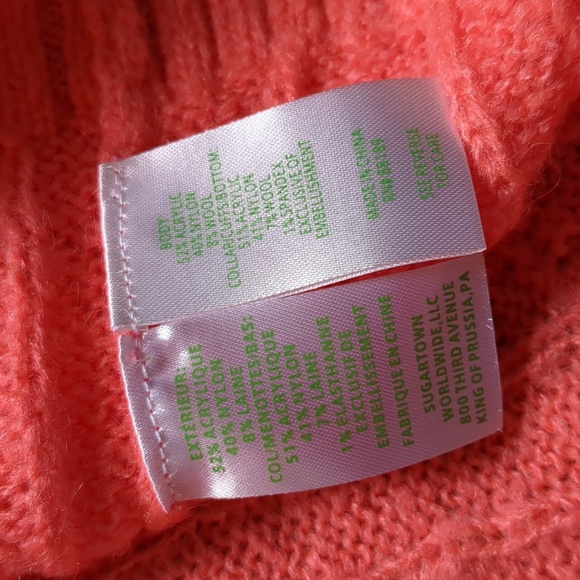 BODY:
52% ACRYLIC
40% NYLON
8% WOOL
COLLAR/CUFFS/BOTTOM:
51% ACRYLIC
41% NYLON
7% WOOL
1% SPANDEX
EXCLUSIVE OF
EMBELLISHMENT
MADE IN CHINA
SEE REVERSE
FOR CARE
EXTÉRIEUR:
52% ACRYLIQUE
40% NYLON
8% LAINE
COL/MENOTTES/BAS:
51% ACRYLIQUE
41% NYLON
7% LAINE
1% ELASTHANNE
EXCLUSIF DE
EMBELLISSEMENT
FABRIQUE EN CHINE
SUGARTOWN
WORLDWIDE, LLC
800 THIRD AVENUE
KING OF PRUSSIA, PA